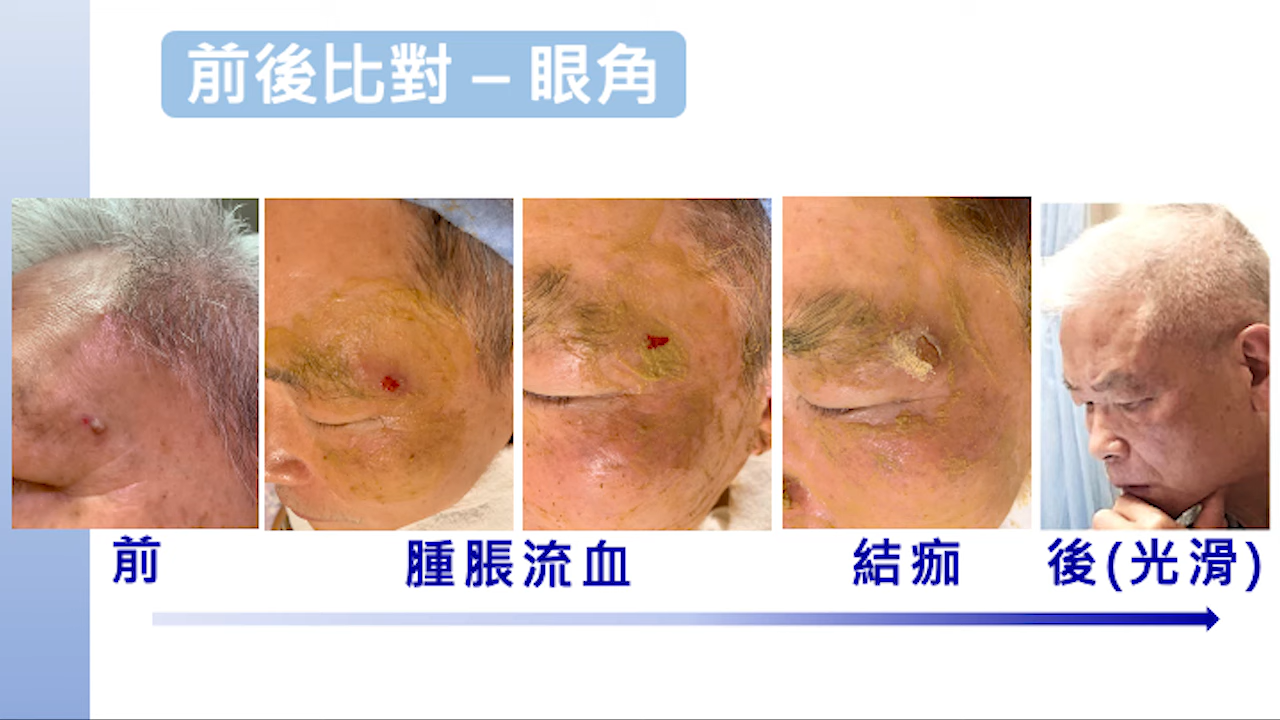 前後比對 – 眼角
前
腫脹流血
結痂
後(光滑)